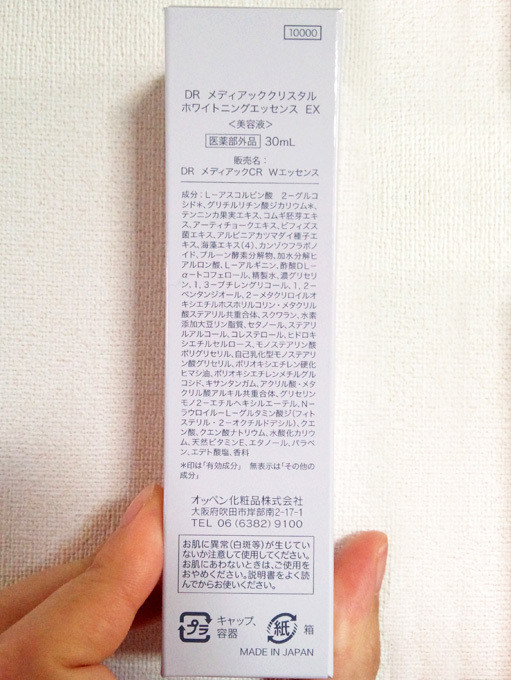 10000
DR メディアッククリスタル
ホワイトニングエッセンス EX
<美容液>
医薬部外品 30mL
販売名：
DR メディアックCR Wエッセンス
成分：L－アスコルビン酸 2－グルコ
シド＊、グリチルリチン酸ジカリウム＊、
テンニンカ果実エキス、コムギ胚芽エキ
ス、アーティチョークエキス、ビフィズス
菌エキス、アルピニアカツマダイ種子エ
キス、海藻エキス(4)、カンゾウフラボノ
イド、プルーン酵素分解物、加水分解ヒ
アルロン酸、L－アルギニン、酢酸DL－
α－トコフェロール、精製水、濃グリセリ
ン、1，3－ブチレングリコール、1，2－
ペンタンジオール、2－メタクリロイルオ
キシエチルホスホリルコリン・メタクリル
酸ステアリル共重合体、スクワラン、水素
添加大豆リン脂質、セタノール、ステアリ
ルアルコール、コレステロール、ヒドロキ
シエチルセルロース、モノステアリン酸
ポリグリセリル、自己乳化型モノステアリ
ン酸グリセリル、ポリオキシエチレン硬化
ヒマシ油、ポリオキシエチレンメチルグル
コシド、キサンタンガム、アクリル酸・メタ
クリル酸アルキル共重合体、グリセリン
モノ2－エチルヘキシルエーテル、N－
ラウロイル－L－グルタミン酸ジ(フィト
ステリル・2－オクチルドデシル)、クエ
ン酸、クエン酸ナトリウム、水酸化カリウ
ム、天然ビタミンE、エタノール、パラベ
ン、エデト酸塩、香料
＊印は「有効成分」 無表示は「その他の
成分」
オッペン化粧品株式会社
大阪府吹田市岸部南2-17-1
TEL 06(6382)9100
お肌に異常(白斑等)が生じてい
ないか注意して使用してください。
お肌にあわないときは、ご使用を
おやめください。説明書をよく読
んでからお使いください。
プラ キャップ、容器
紙 箱
MADE IN JAPAN